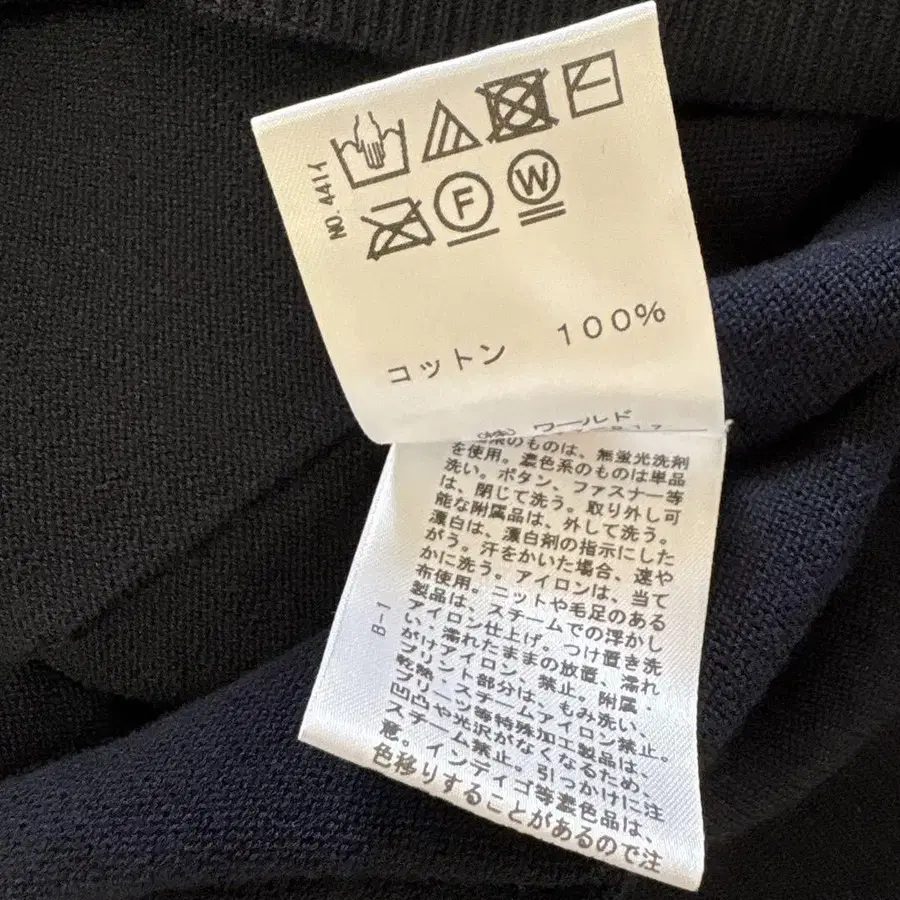 NO.4411
F
W
コットン 100%
ワールド
系のものは、無蛍光洗剤
を使用。濃色系のものは単品
洗い。ボタン、ファスナー等
は、閉じて洗う。取り外し可
能な附属品は、外して洗う。
漂白は、漂白剤の指示にした
がう。汗をかいた場合、速や
かに洗う。アイロンは、当て
布使用。ニットや毛足のある
製品は、スチームでの浮かし
アイロン仕上げ。つけ置き洗
い、濡れたままの放置、濡れ
がけアイロン、禁止。附属・
プリント部分は、もみ洗い、
乾熱・スチームアイロン禁止。
プリーツ等特殊加工製品は、
凹凸や光沢がなくなるため、
スチーム禁止。引っかけに注
意。インディゴ等濃色品は、
色移りすることがあるので注
B-1